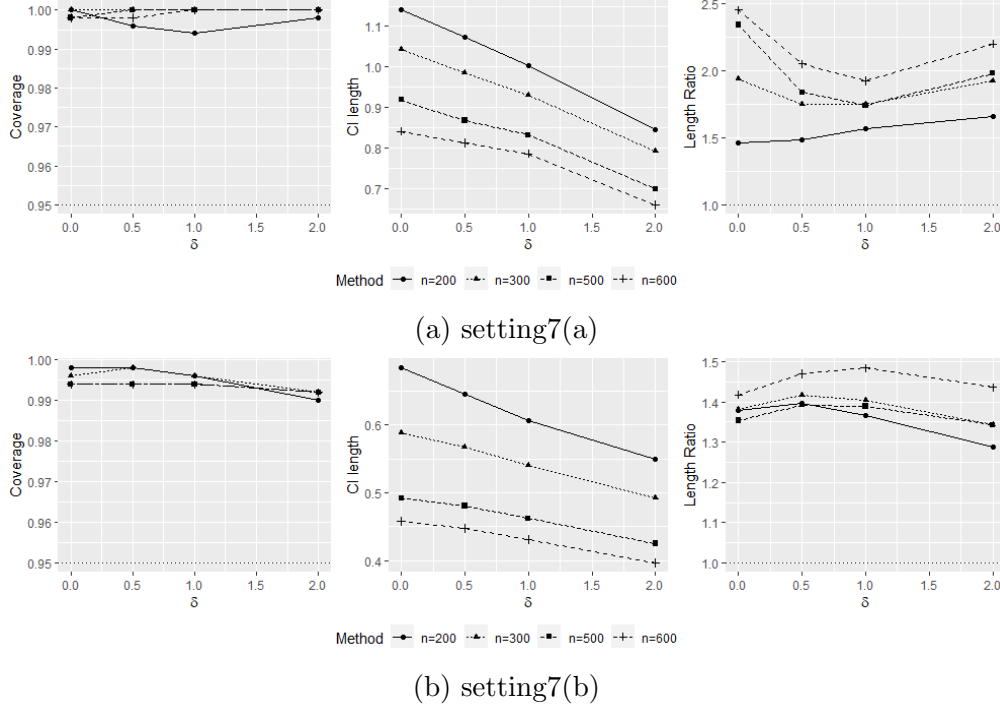 Coverage
1.00
0.99
0.98
0.97
0.96
0.95
0.0 0.5 1.0 1.5 2.0
δ
CI length
1.1
1.0
0.9
0.8
0.7
0.0 0.5 1.0 1.5 2.0
δ
Length Ratio
2.5
2.0
1.5
1.0
0.0 0.5 1.0 1.5 2.0
δ
Method n=200 n=300 n=500 n=600
(a) setting7(a)
Coverage
1.00
0.99
0.98
0.97
0.96
0.95
0.0 0.5 1.0 1.5 2.0
δ
CI length
0.6
0.5
0.4
0.0 0.5 1.0 1.5 2.0
δ
Length Ratio
1.5
1.4
1.3
1.2
1.1
1.0
0.0 0.5 1.0 1.5 2.0
δ
Method n=200 n=300 n=500 n=600
(b) setting7(b)